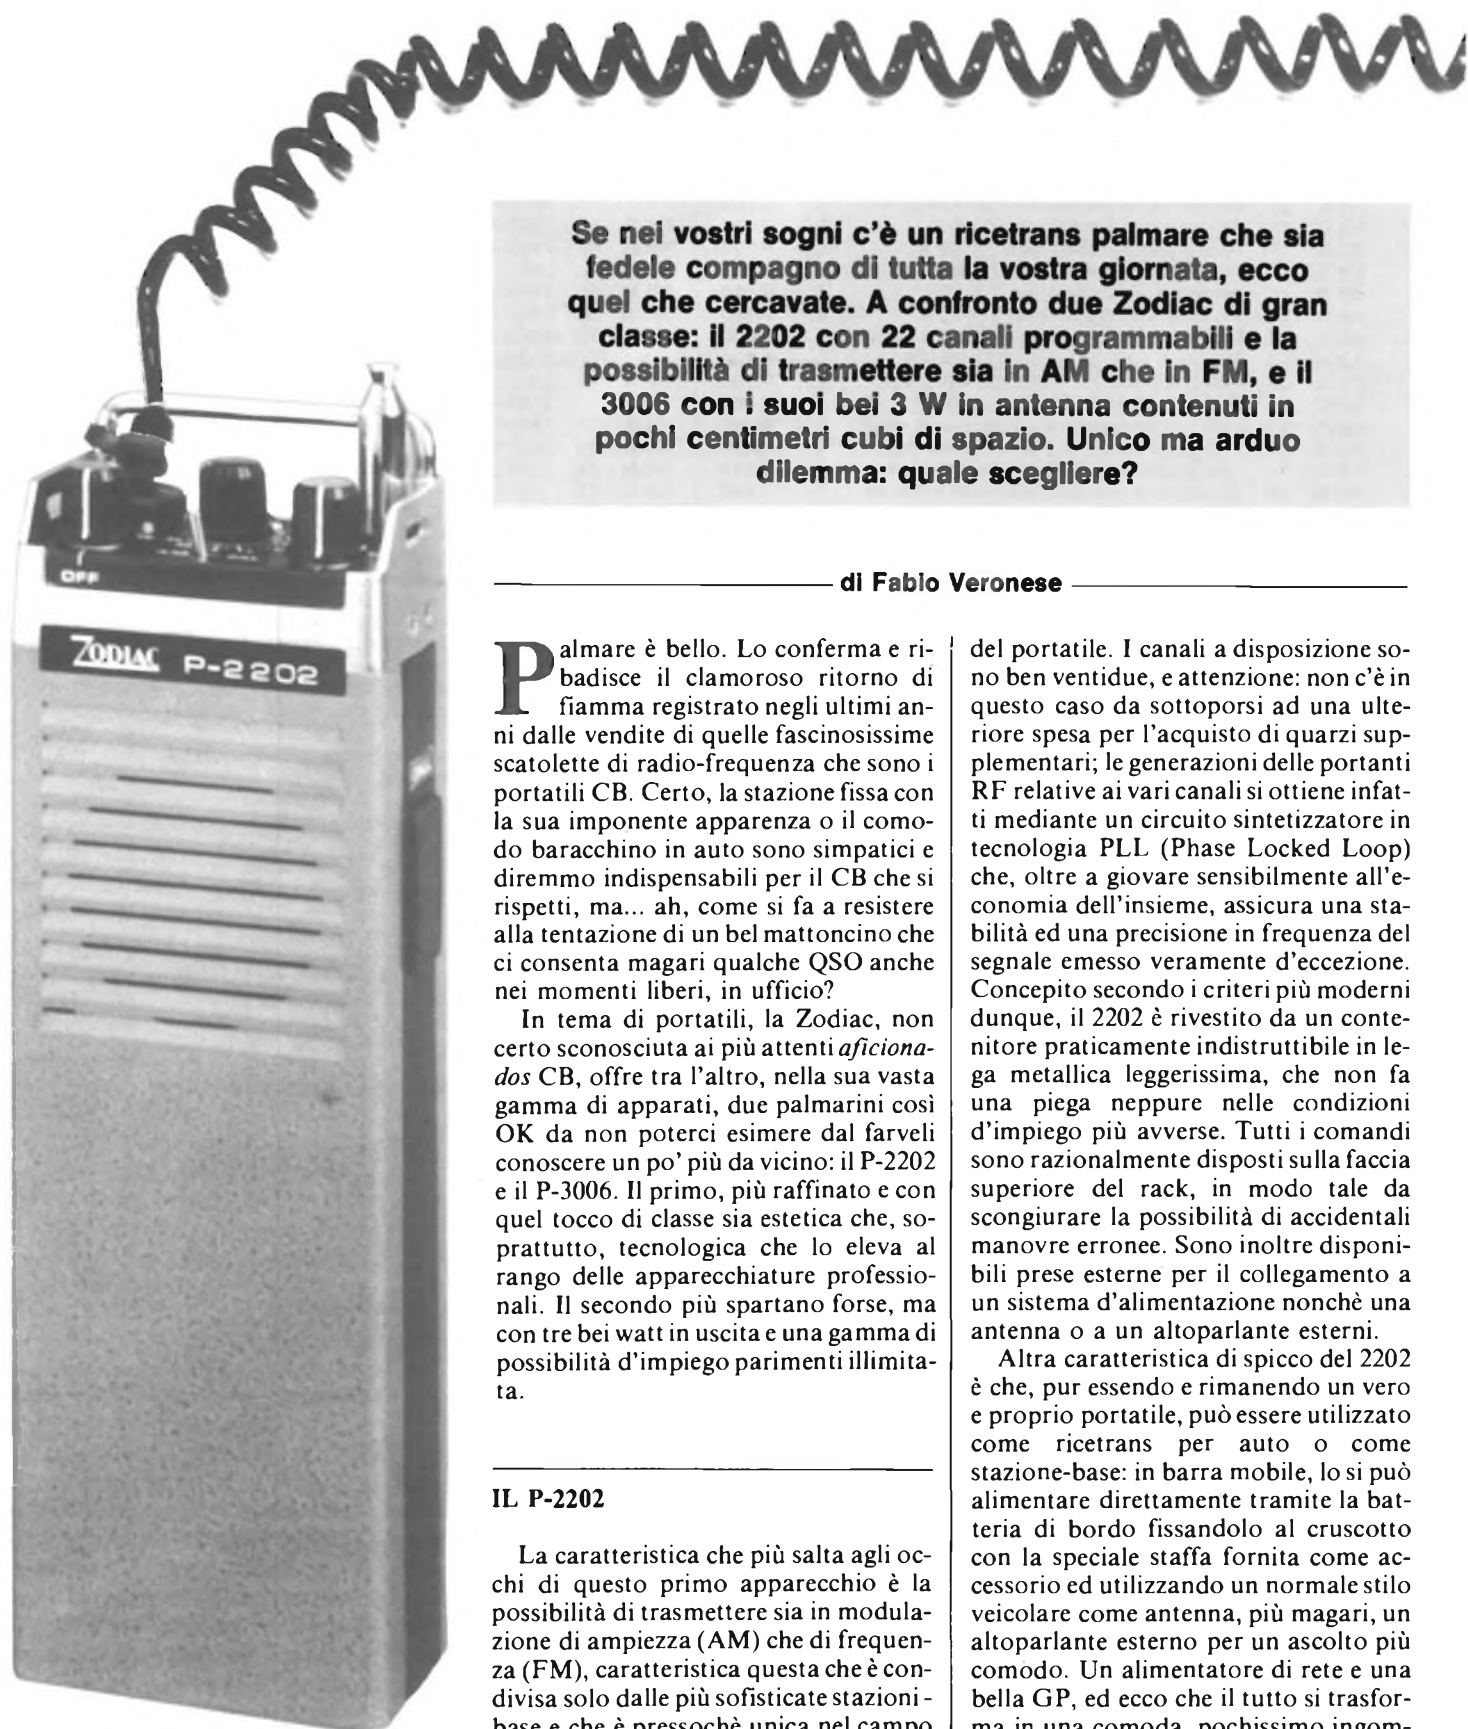 Se nei vostri sogni c'è un ricetrans palmare che sia
fedele compagno di tutta la vostra giornata, ecco
quel che cercavate. A confronto due Zodiac di gran
classe: il 2202 con 22 canali programmabili e la
possibilità di trasmettere sia in AM che in FM, e il
3006 con i suoi bei 3 W in antenna contenuti in
pochi centimetri cubi di spazio. Unico ma arduo
dilemma: quale scegliere?
di Fabio Veronese
OFF
ZODIAC P-2202
Palmare è bello. Lo conferma e ri-
badisce il clamoroso ritorno di
fiamma registrato negli ultimi an-
ni dalle vendite di quelle fascinosissime
scatolette di radio-frequenza che sono i
portatili CB. Certo, la stazione fissa con
la sua imponente apparenza o il como-
do baracchino in auto sono simpatici e
diremmo indispensabili per il CB che si
rispetti, ma... ah, come si fa a resistere
alla tentazione di un bel mattoncino che
ci consenta magari qualche QSO anche
nei momenti liberi, in ufficio?
In tema di portatili, la Zodiac, non
certo sconosciuta ai più attenti aficiona-
dos CB, offre tra l'altro, nella sua vasta
gamma di apparati, due palmarini così
OK da non poterci esimere dal farveli
conoscere un po' più da vicino: il P-2202
e il P-3006. Il primo, più raffinato e con
quel tocco di classe sia estetica che, so-
prattutto, tecnologica che lo eleva al
rango delle apparecchiature professio-
nali. Il secondo più spartano forse, ma
con tre bei watt in uscita e una gamma di
possibilità d'impiego parimenti illimita-
ta.
IL P-2202
La caratteristica che più salta agli oc-
chi di questo primo apparecchio è la
possibilità di trasmettere sia in modula-
zione di ampiezza (AM) che di frequen-
za (FM), caratteristica questa che è con-
divisa solo dalle più sofisticate stazioni-
base e che è pressochè unica nel campo
del portatile. I canali a disposizione so-
no ben ventidue, e attenzione: non c'è in
questo caso da sottoporsi ad una ulte-
riore spesa per l'acquisto di quarzi sup-
plementari; le generazioni delle portanti
RF relative ai vari canali si ottiene infat-
ti mediante un circuito sintetizzatore in
tecnologia PLL (Phase Locked Loop)
che, oltre a giovare sensibilmente all'e-
conomia dell'insieme, assicura una sta-
bilità ed una precisione in frequenza del
segnale emesso veramente d'eccezione.
Concepito secondo i criteri più moderni
dunque, il 2202 è rivestito da un conte-
nitore praticamente indistruttibile in le-
ga metallica leggerissima, che non fa
una piega neppure nelle condizioni
d'impiego più avverse. Tutti i comandi
sono razionalmente disposti sulla faccia
superiore del rack, in modo tale da
scongiurare la possibilità di accidentali
manovre erronee. Sono inoltre disponi-
bili prese esterne per il collegamento a
un sistema d'alimentazione nonchè una
antenna o a un altoparlante esterni.
Altra caratteristica di spicco del 2202
è che, pur essendo e rimanendo un vero
e proprio portatile, può essere utilizzato
come ricetrans per auto o come
stazione-base: in barra mobile, lo si può
alimentare direttamente tramite la bat-
teria di bordo fissandolo al cruscotto
con la speciale staffa fornita come ac-
cessorio ed utilizzando un normale stilo
veicolare come antenna, più magari, un
altoparlante esterno per un ascolto più
comodo. Un alimentatore di rete e una
bella GP, ed ecco che il tutto si trasfor-
ma in una comoda, pochissimo ingom-